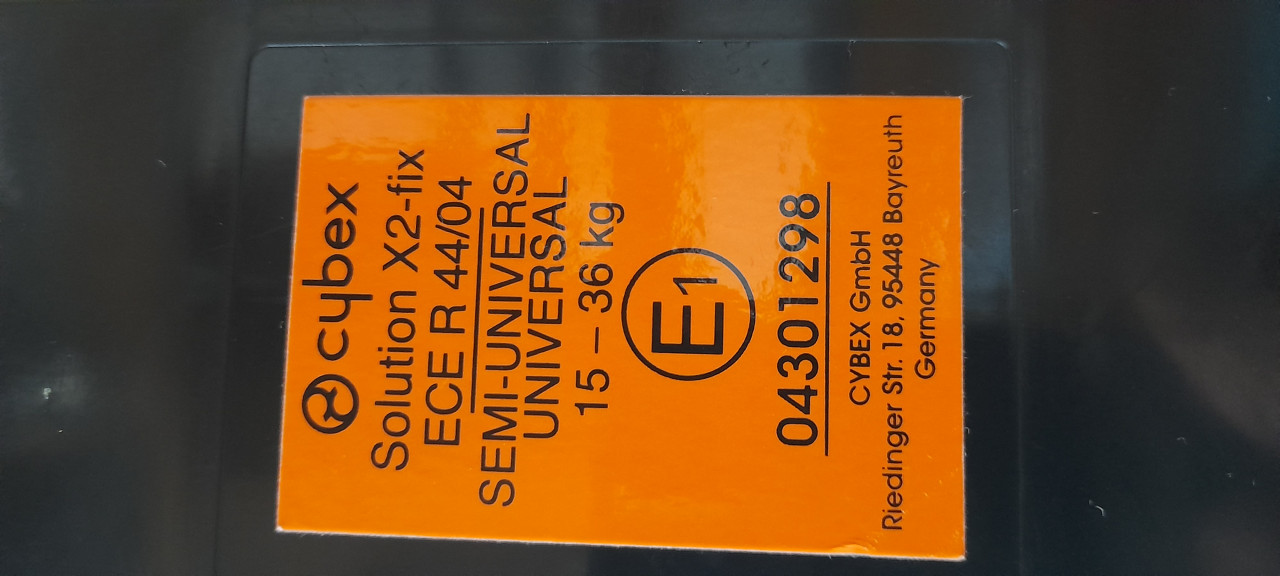 cybex
Solution X2-fix
ECE R 44/04
SEMI-UNIVERSAL
UNIVERSAL
15 – 36 kg
E1
04301298
CYBEX GmbH
Riedinger Str. 18, 95448 Bayreuth
Germany